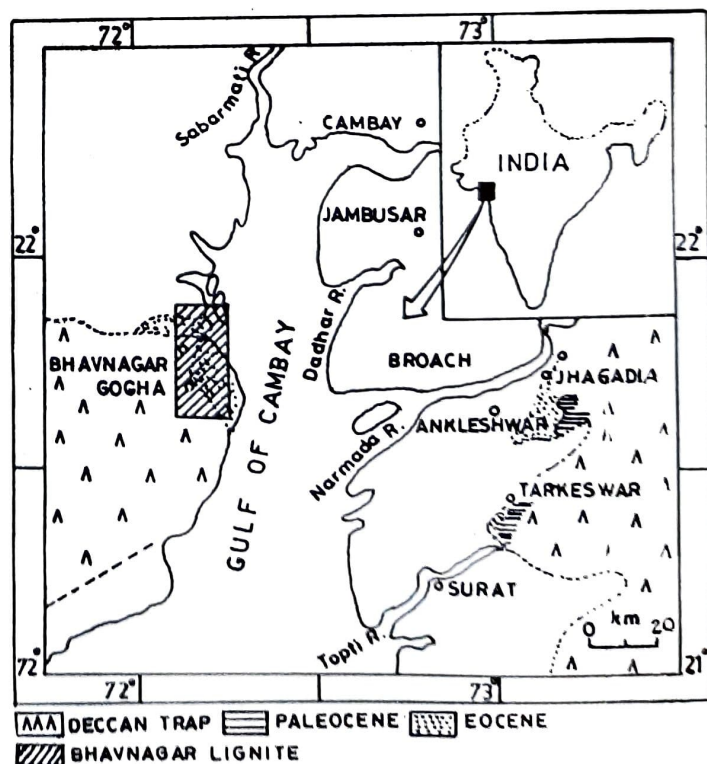 72°
73°
Sabarmati R.
CAMBAY
INDIA
JAMBUSAR
22°
22°
Dadhar R.
BHAVNAGAR
GOGHA
BROACH
JHAGADIA
GULF OF CAMBAY
ANKLESHWAR
Narmada R.
TARKESWAR
SURAT
km
0 20
Topti R.
72°
21°
72°
73°
DECCAN TRAP
PALEOCENE
EOCENE
BHAVNAGAR LIGNITE